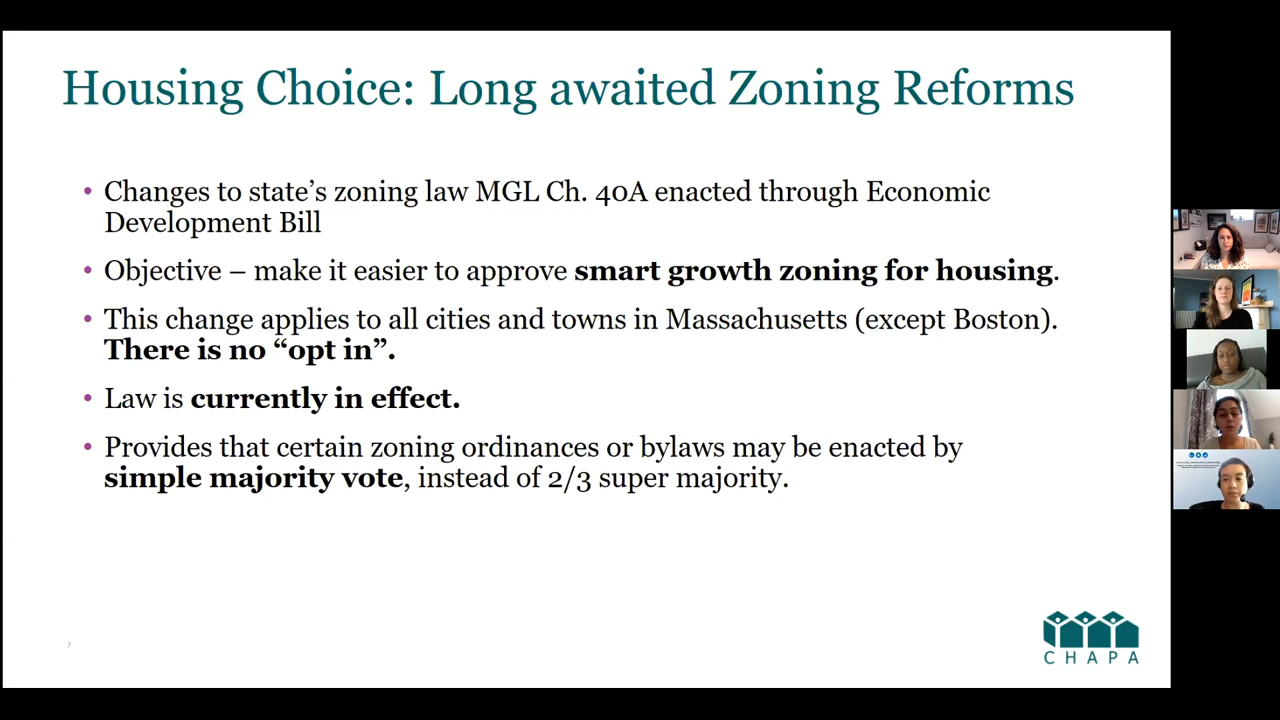 Housing Choice: Long awaited Zoning Reforms
• Changes to state’s zoning law MGL Ch. 40A enacted through Economic
Development Bill
• Objective – make it easier to approve smart growth zoning for housing.
• This change applies to all cities and towns in Massachusetts (except Boston).
There is no “opt in”.
• Law is currently in effect.
• Provides that certain zoning ordinances or bylaws may be enacted by
simple majority vote, instead of 2/3 super majority.
7
CHAPA